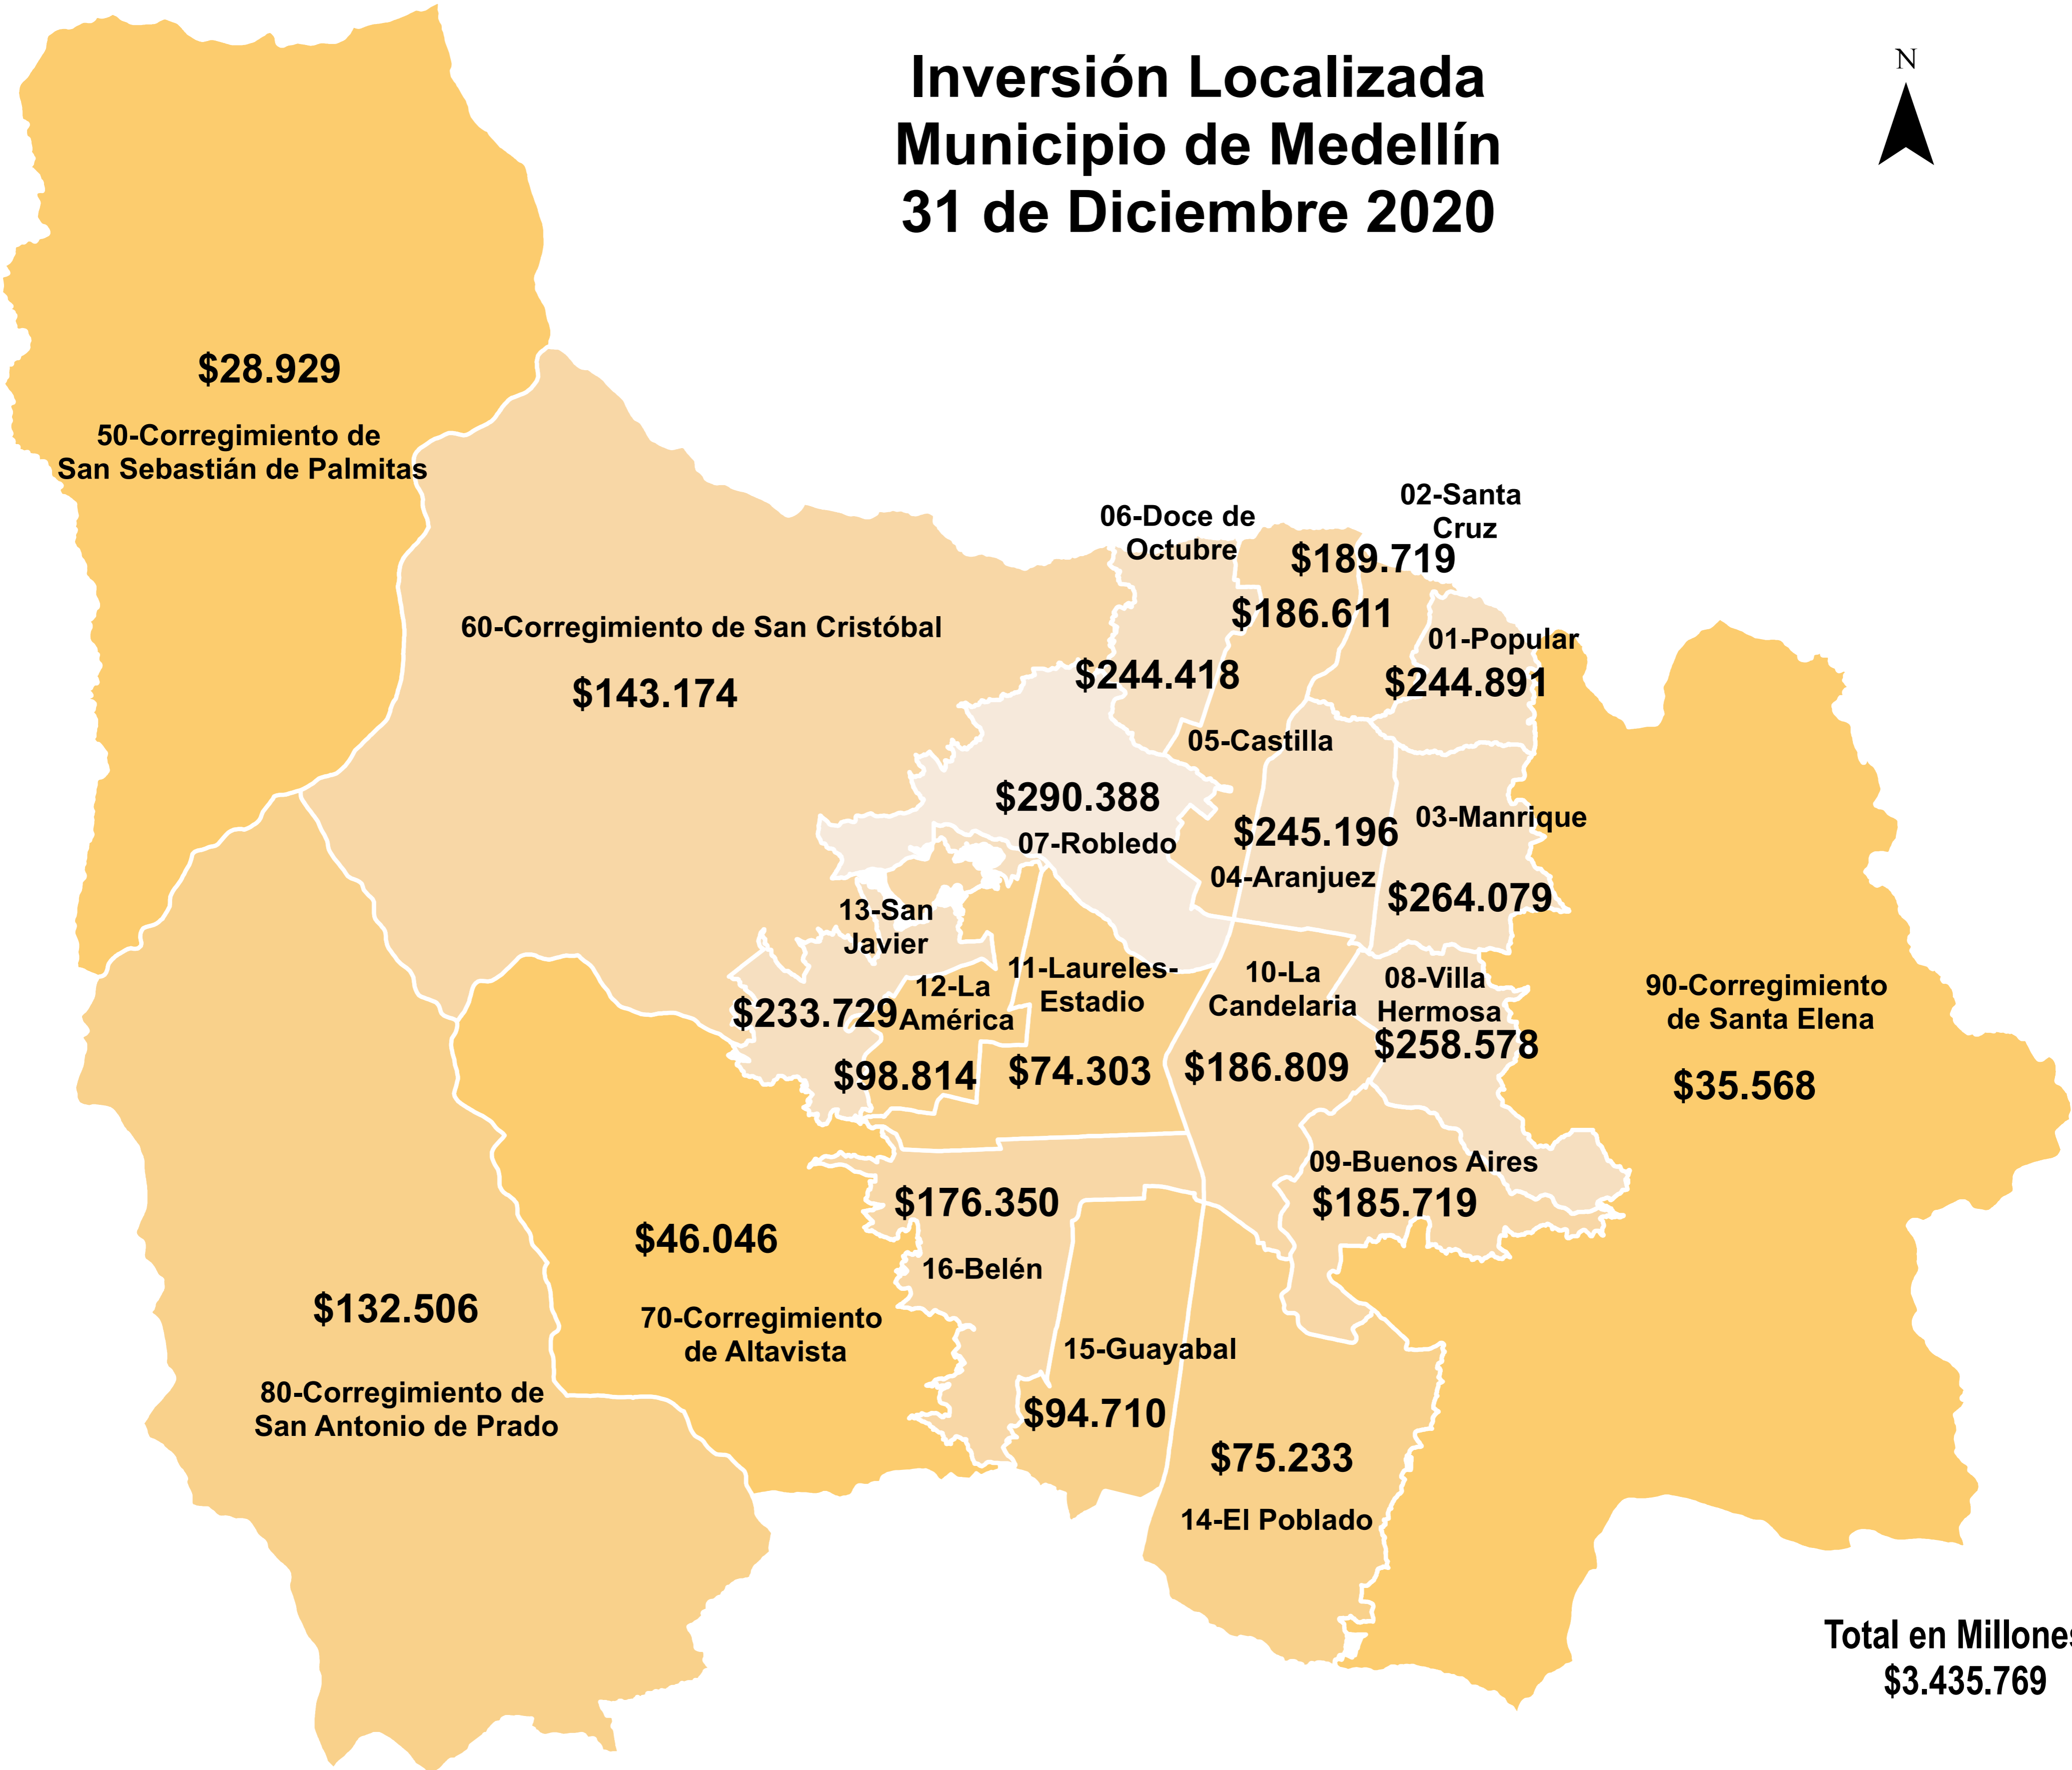 Inversión Localizada
Municipio de Medellín
31 de Diciembre 2020
N
$28.929
50-Corregimiento de
San Sebastián de Palmitas
60-Corregimiento de San Cristóbal
$143.174
06-Doce de
Octubre
$244.418
02-Santa
Cruz
$189.719
$186.611
05-Castilla
01-Popular
$244.891
$290.388
07-Robledo
$245.196
04-Aranjuez
03-Manrique
$264.079
13-San
Javier
$233.729
12-La
América
$98.814
11-Laureles-
Estadio
$74.303
10-La
Candelaria
$186.809
08-Villa
Hermosa
$258.578
90-Corregimiento
de Santa Elena
$35.568
09-Buenos Aires
$185.719
$176.350
16-Belén
$46.046
70-Corregimiento
de Altavista
$132.506
80-Corregimiento de
San Antonio de Prado
15-Guayabal
$94.710
$75.233
14-El Poblado
Total en Millones
$3.435.769